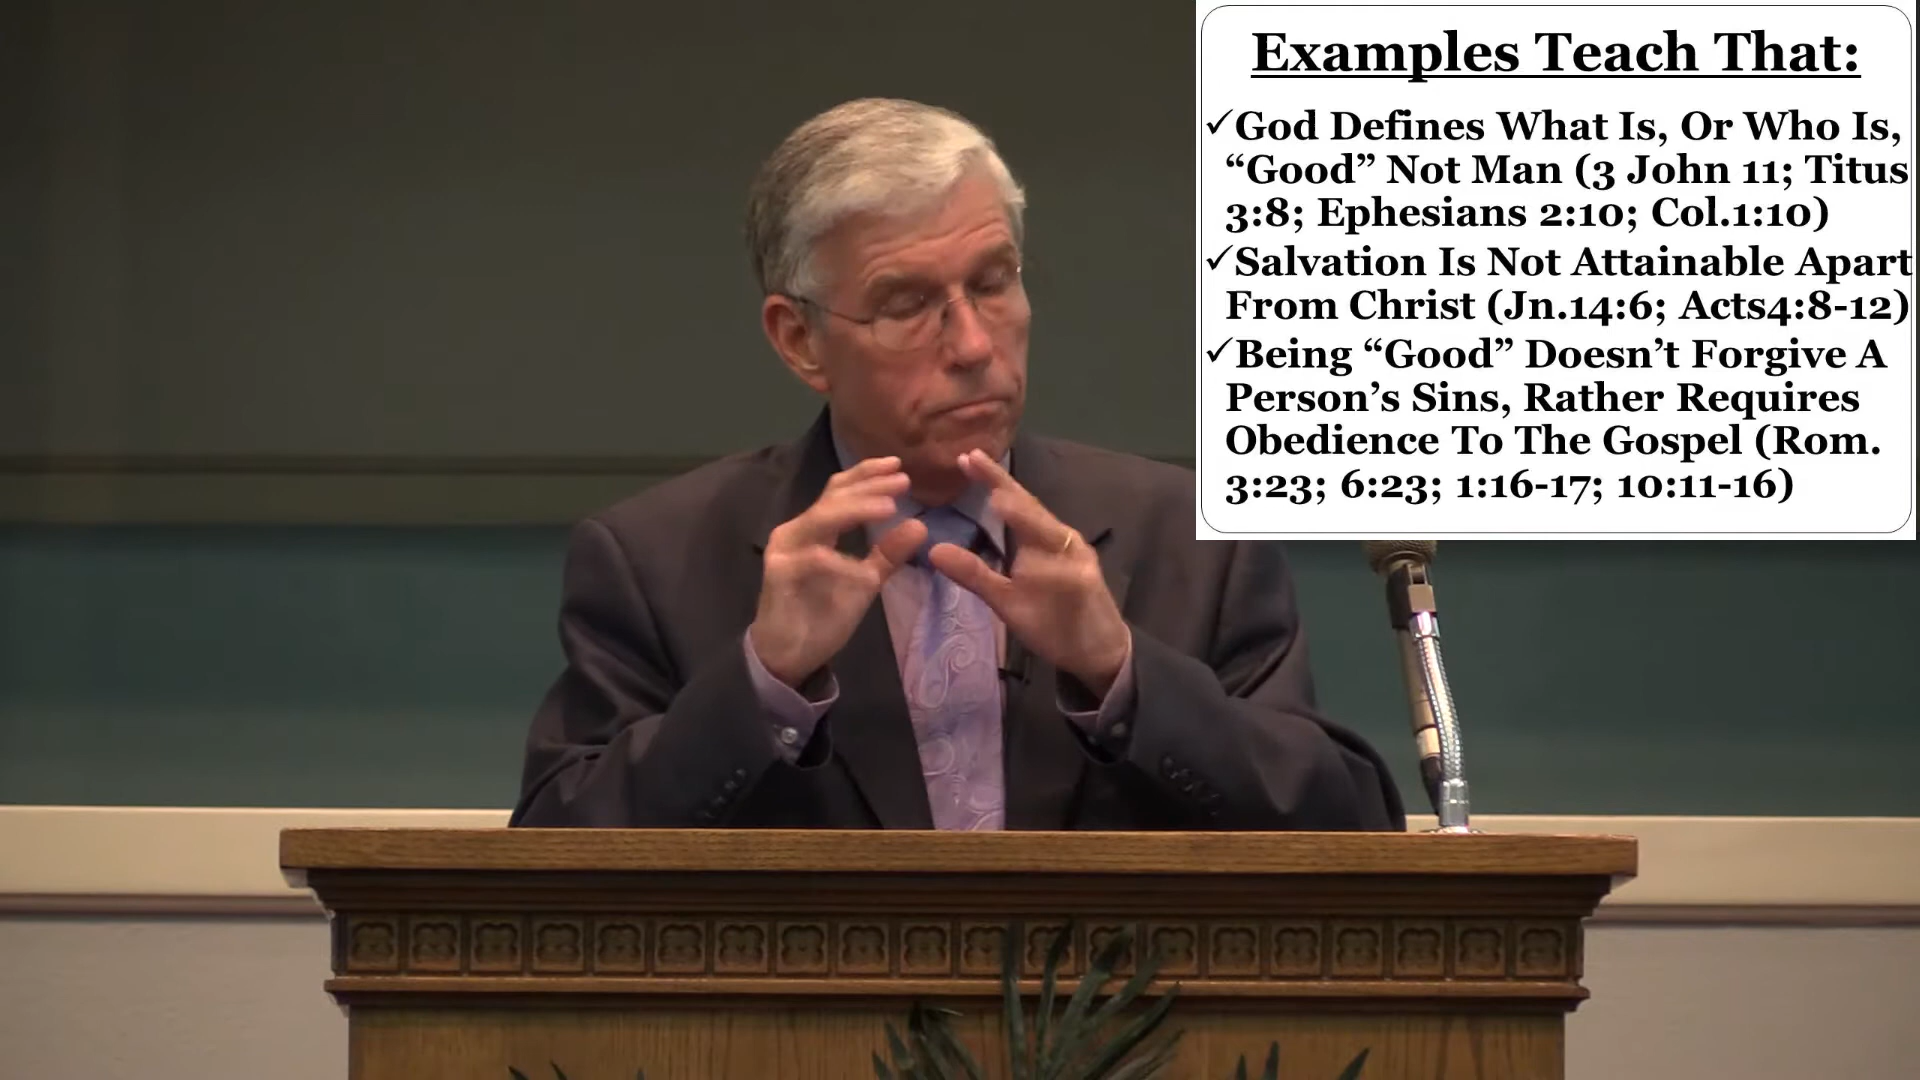 Examples Teach That:
✓God Defines What Is, Or Who Is,
“Good” Not Man (3 John 11; Titus
3:8; Ephesians 2:10; Col.1:10)
✓Salvation Is Not Attainable Apart
From Christ (Jn.14:6; Acts4:8-12)
✓Being “Good” Doesn’t Forgive A
Person’s Sins, Rather Requires
Obedience To The Gospel (Rom.
3:23; 6:23; 1:16-17; 10:11-16)